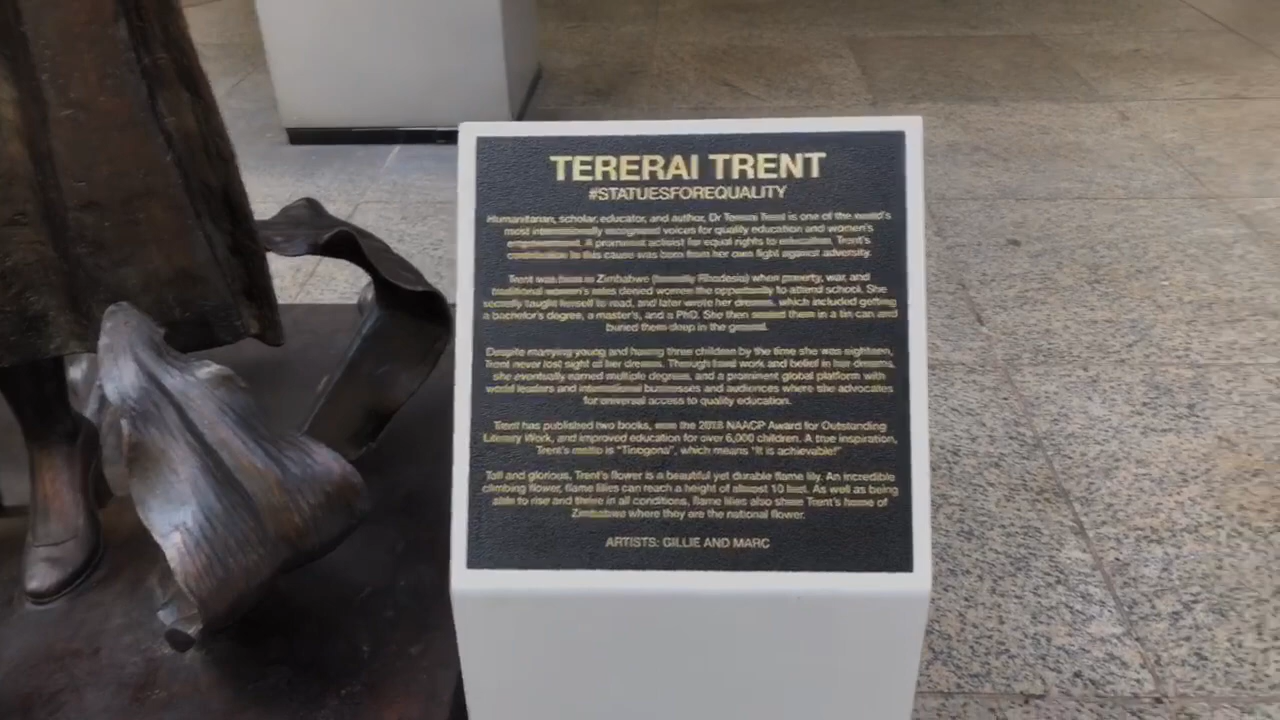 TERERAI TRENT
#STATUESFOREQUALITY
Humanitarian, scholar, educator, and author, Dr Tererai Trent is one of the world's
most internationally recognised voices for quality education and women's
empowerment. A prominent activist for equal rights to education, Trent's
contribution to this cause was born from her own fight against adversity.
Trent was born in Zimbabwe (formerly Rhodesia) when poverty, war, and
traditional women's roles denied women the opportunity to attend school. She
secretly taught herself to read, and later wrote her dreams, which included getting
a bachelor's degree, a master's, and a PhD. She then sealed them in a tin can and
buried them deep in the ground.
Despite marrying young and having three children by the time she was eighteen,
Trent never lost sight of her dreams. Through hard work and belief in her dreams,
she eventually earned multiple degrees, and a prominent global platform with
world leaders and international businesses and audiences where she advocates
for universal access to quality education.
Trent has published two books, won the 2018 NAACP Award for Outstanding
Literary Work, and improved education for over 6,000 children. A true inspiration,
Trent's motto is "Tinogona", which means "It is achievable!"
Tall and glorious, Trent's flower is a beautiful yet durable flame lily. An incredible
climbing flower, flame lilies can reach a height of almost 10 feet. As well as being
able to rise and thrive in all conditions, flame lilies also share Trent's home of
Zimbabwe where they are the national flower.
ARTISTS: GILLIE AND MARC